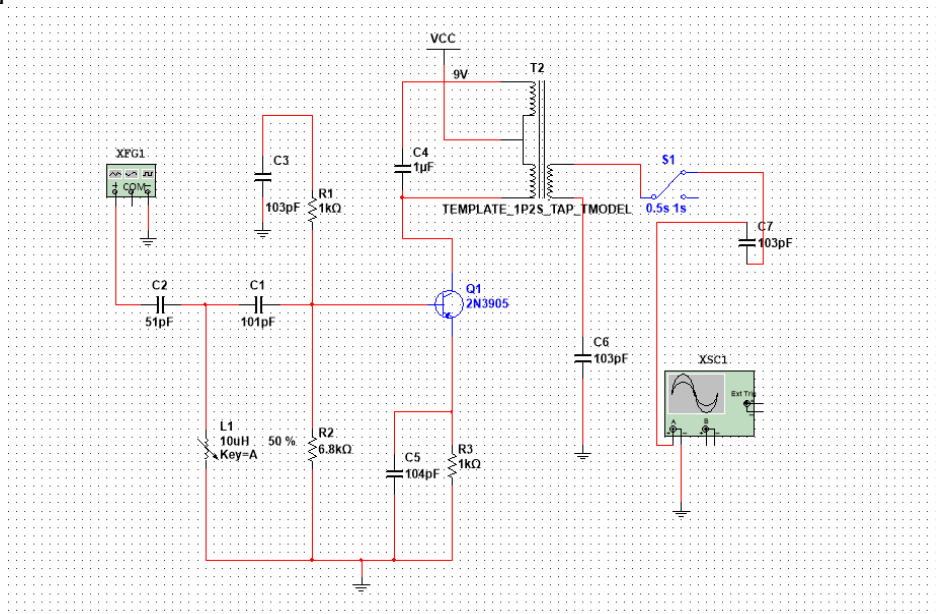 VCC
9V
T2
XFG1
COM
C3
103pF
R1
1kΩ
C4
1µF
TEMPLATE_1P2S_TAP_TMODEL
S1
0.5s 1s
C7
103pF
C2
51pF
C1
101pF
Q1
2N3905
C6
103pF
XSC1
Ext Trig
A
B
L1
10uH
Key=A
50 %
R2
6.8kΩ
C5
104pF
R3
1kΩ